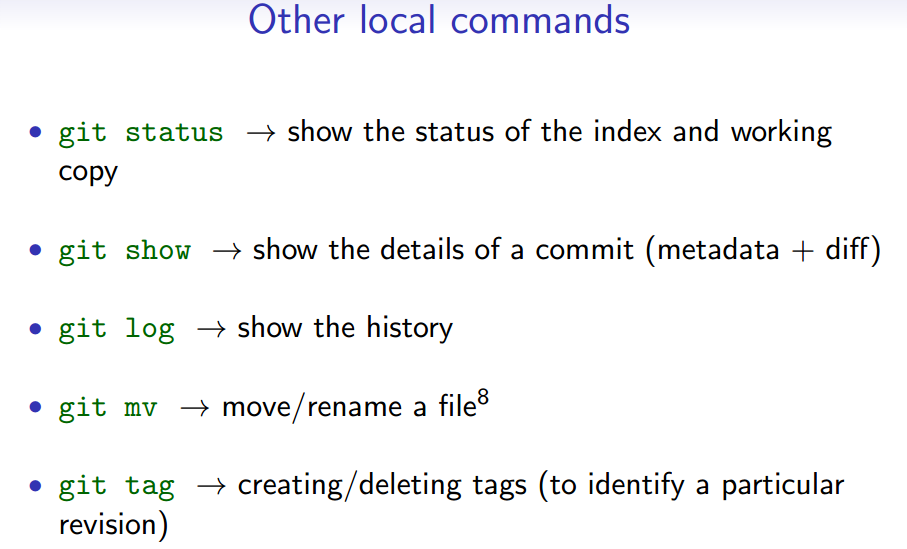 Other local commands
• git status → show the status of the index and working
copy
• git show → show the details of a commit (metadata + diff)
• git log → show the history
• git mv → move/rename a file⁸
• git tag → creating/deleting tags (to identify a particular
revision)